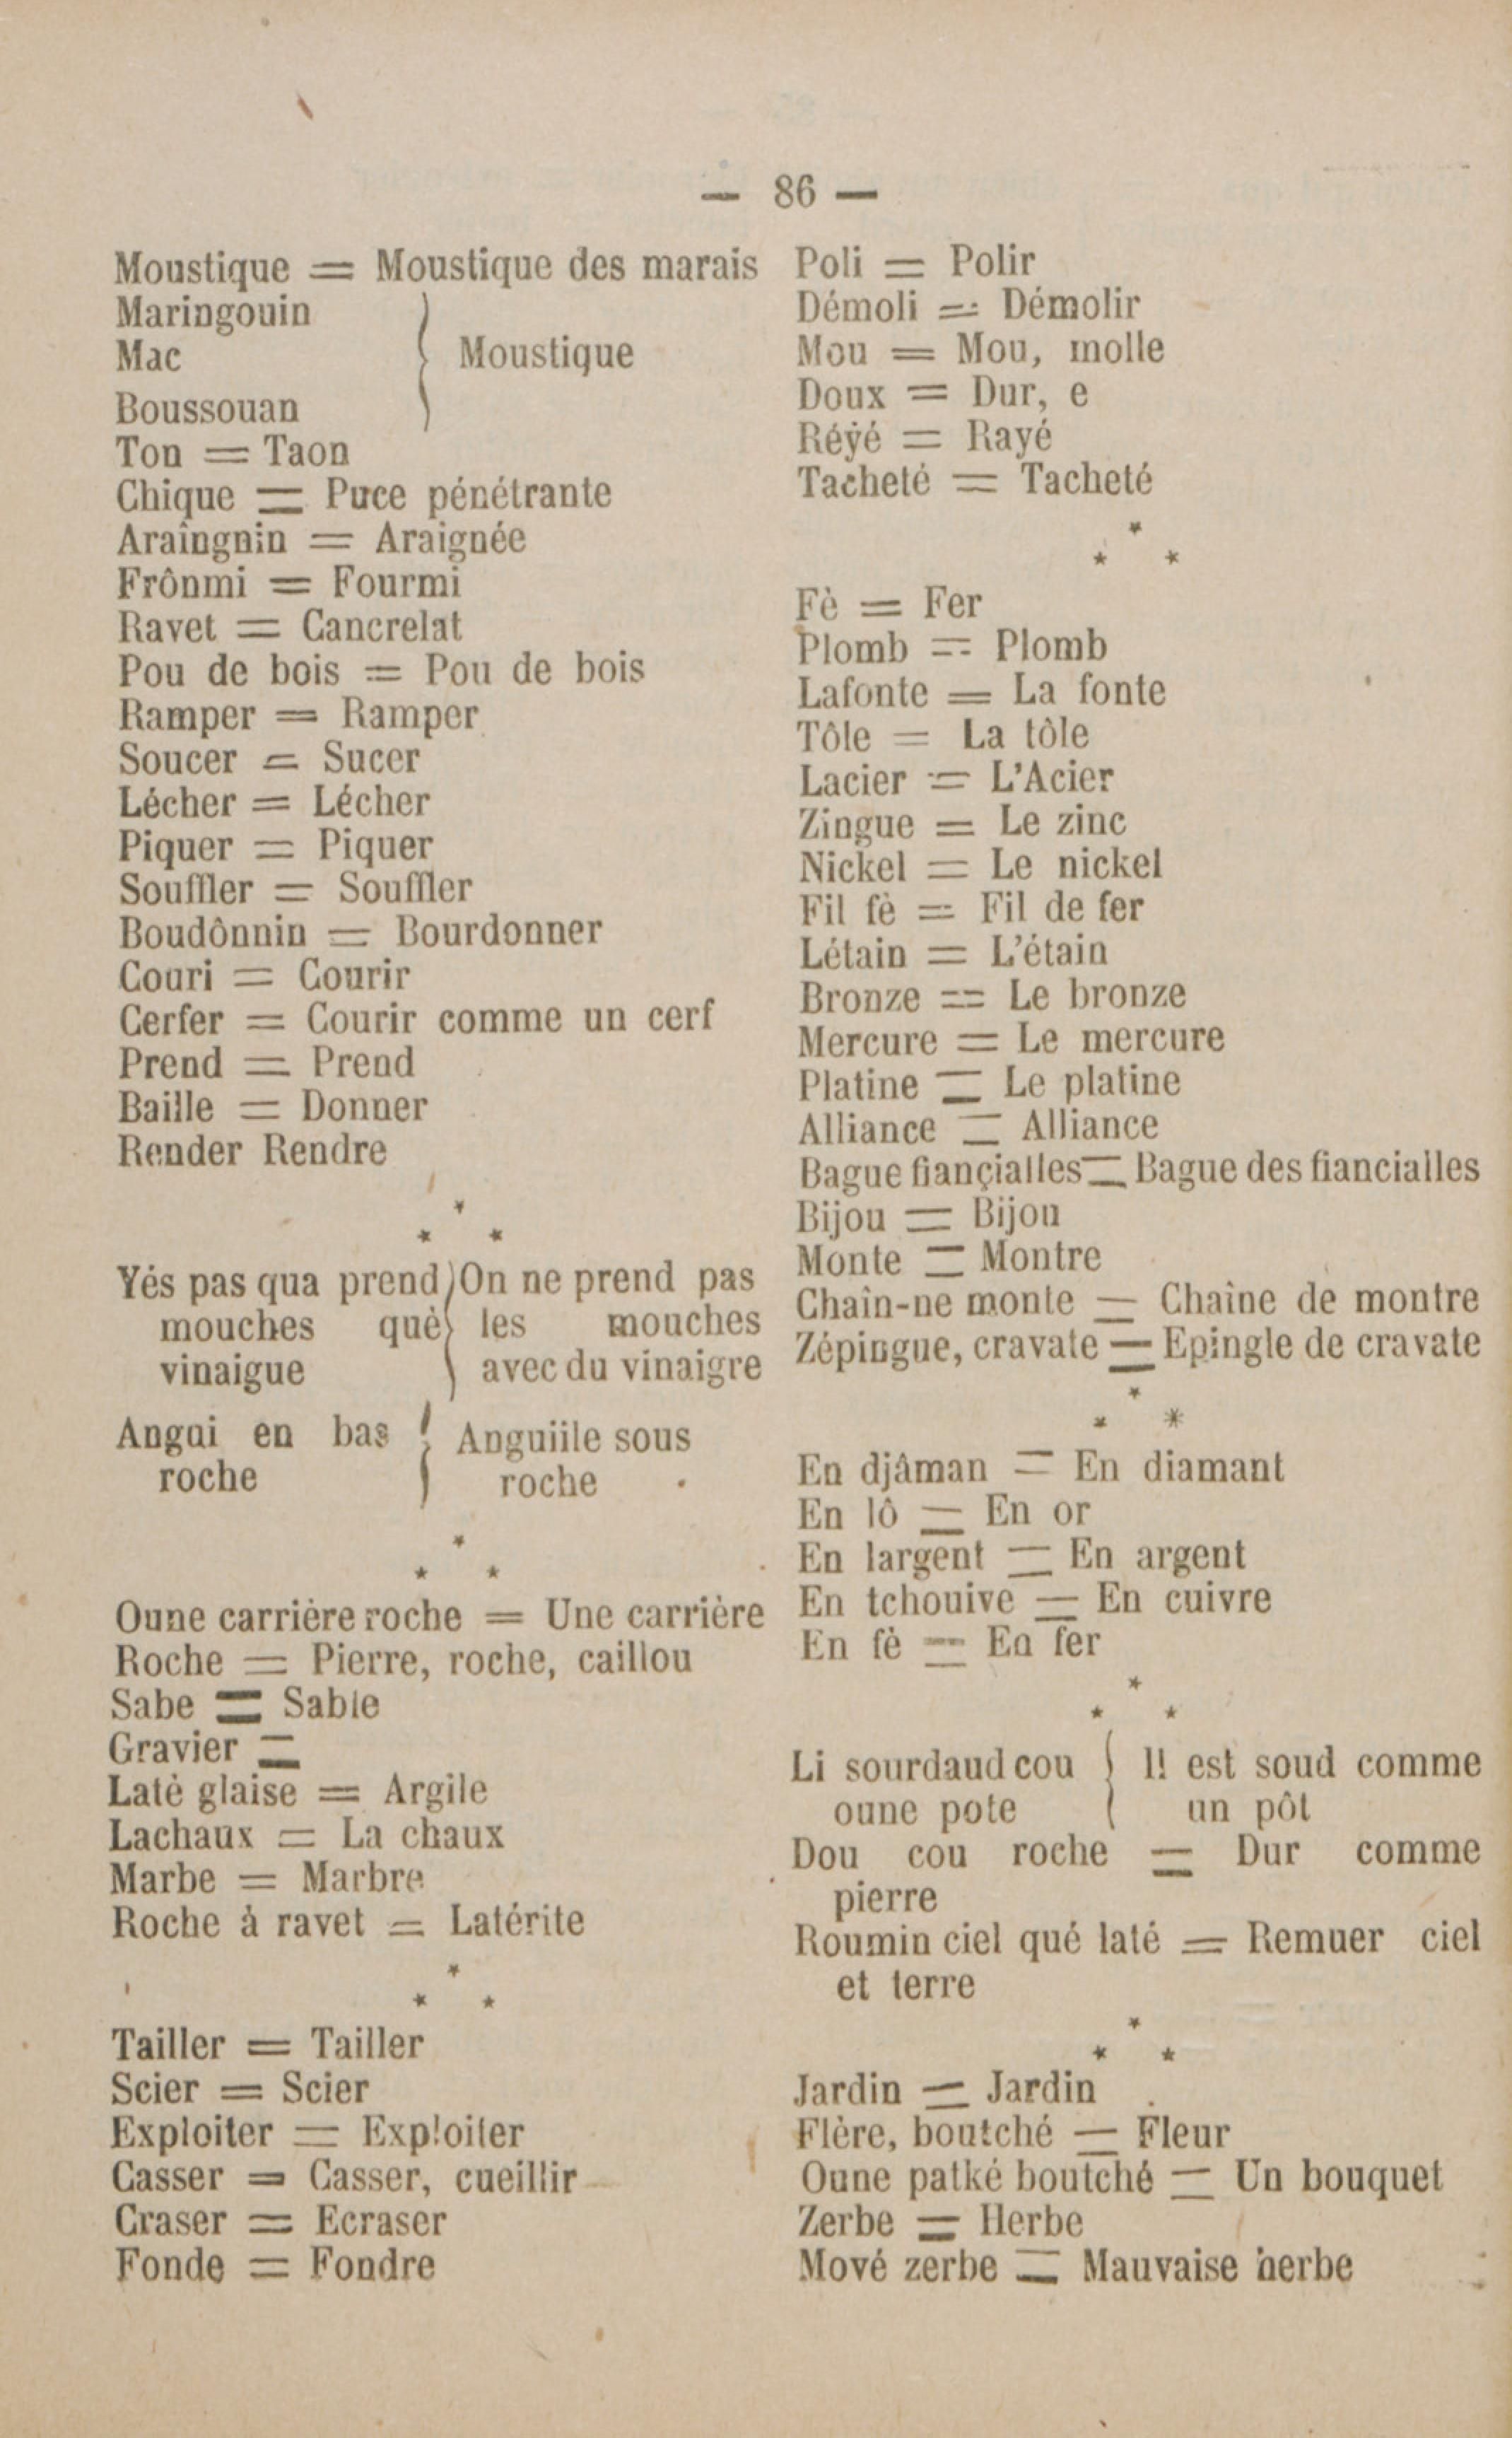 — 86 —
Moustique = Moustique des marais
Maringouin
Mac } Moustique
Boussouan
Ton = Taon
Chique = Puce pénétrante
Araîngnin = Araignée
Frônmi = Fourmi
Ravet = Cancrelat
Pou de bois = Pou de bois
Ramper = Ramper
Soucer = Sucer
Lécher = Lécher
Piquer = Piquer
Souffler = Souffler
Boudônnin = Bourdonner
Couri = Courir
Cerfer = Courir comme un cerf
Prend = Prend
Baille = Donner
Render Rendre
* * *
Yés pas qua prend } On ne prend pas
mouches què } les mouches
vinaigue } avec du vinaigre
Angui en bas } Anguiile sous
roche } roche
* * *
Oune carrière roche = Une carrière
Roche = Pierre, roche, caillou
Sabe = Sable
Gravier =
Latè glaise = Argile
Lachaux = La chaux
Marbe = Marbre
Roche à ravet = Latérite
* * *
Tailler = Tailler
Scier = Scier
Exploiter = Exploiter
Casser = Casser, cueillir
Craser = Ecraser
Fonde = Fondre
Poli = Polir
Démoli = Démolir
Mou = Mou, molle
Doux = Dur, e
Réÿé = Rayé
Tacheté = Tacheté
* * *
Fè = Fer
Plomb = Plomb
Lafonte = La fonte
Tôle = La tôle
Lacier = L'Acier
Zingue = Le zinc
Nickel = Le nickel
Fil fè = Fil de fer
Létain = L'étain
Bronze = Le bronze
Mercure = Le mercure
Platine = Le platine
Alliance = Alliance
Bague fiançialles = Bague des fiancialles
Bijou = Bijou
Monte = Montre
Chaîn-ne monte = Chaîne de montre
Zépingue, cravate = Epingle de cravate
* * *
En djâman = En diamant
En lô = En or
En largent = En argent
En tchouive = En cuivre
En fè = En fer
* * *
Li sourdaud cou } Il est soud comme
oune pote } un pôt
Dou cou roche = Dur comme
pierre
Roumin ciel qué laté = Remuer ciel
et terre
* * *
Jardin = Jardin
Flère, boutché = Fleur
Oune patké boutché = Un bouquet
Zerbe = Herbe
Mové zerbe = Mauvaise herbe